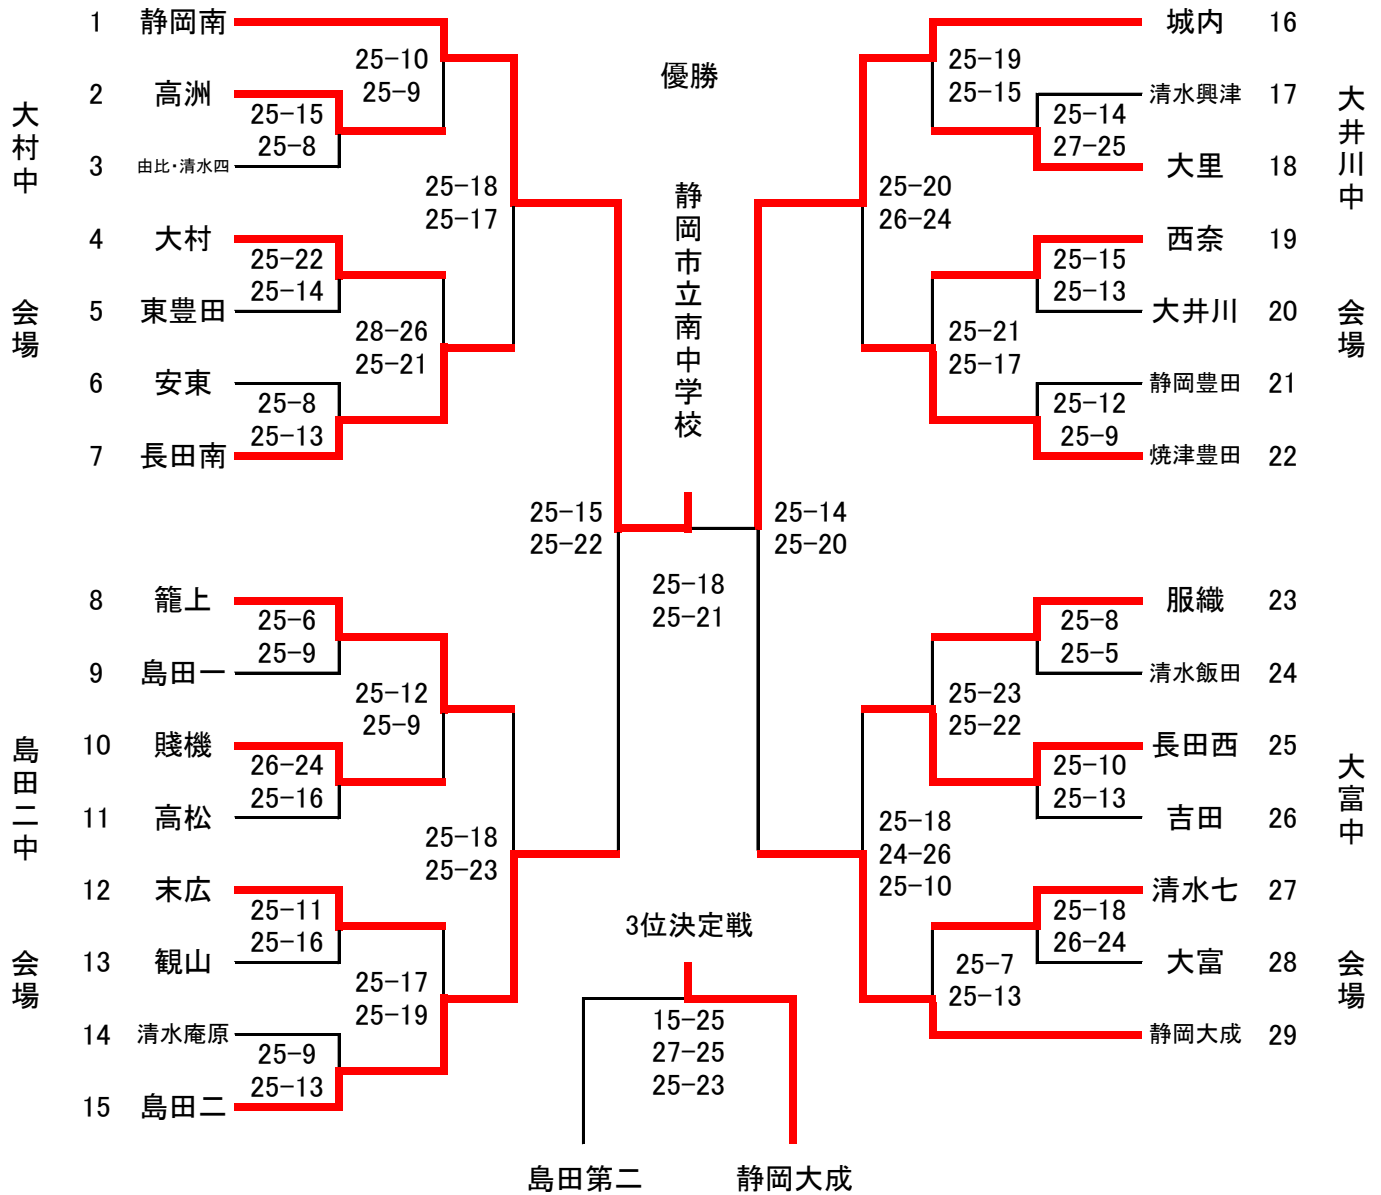 大村中
会場
1 静岡南
2 高洲
3 由比・清水四
4 大村
5 東豊田
6 安東
7 長田南
25-15
25-8
25-22
25-14
25-8
25-13
25-10
25-9
28-26
25-21
25-18
25-17
島田二中
会場
8 籠上
9 島田一
10 賤機
11 高松
12 末広
13 観山
14 清水庵原
15 島田二
25-6
25-9
26-24
25-16
25-11
25-16
25-9
25-13
25-12
25-9
25-17
25-19
25-18
25-23
25-15
25-22
優勝
静岡市立南中学校
25-18
25-21
3位決定戦
15-25
27-25
25-23
島田第二
静岡大成
25-14
25-20
25-20
26-24
25-19
25-15
25-21
25-17
25-14
27-25
25-15
25-13
25-12
25-9
城内 16
清水興津 17
大里 18
西奈 19
大井川 20
静岡豊田 21
焼津豊田 22
大井川中
会場
25-18
24-26
25-10
25-23
25-22
25-7
25-13
25-8
25-5
25-10
25-13
25-18
26-24
服織 23
清水飯田 24
長田西 25
吉田 26
清水七 27
大富 28
静岡大成 29
大富中
会場